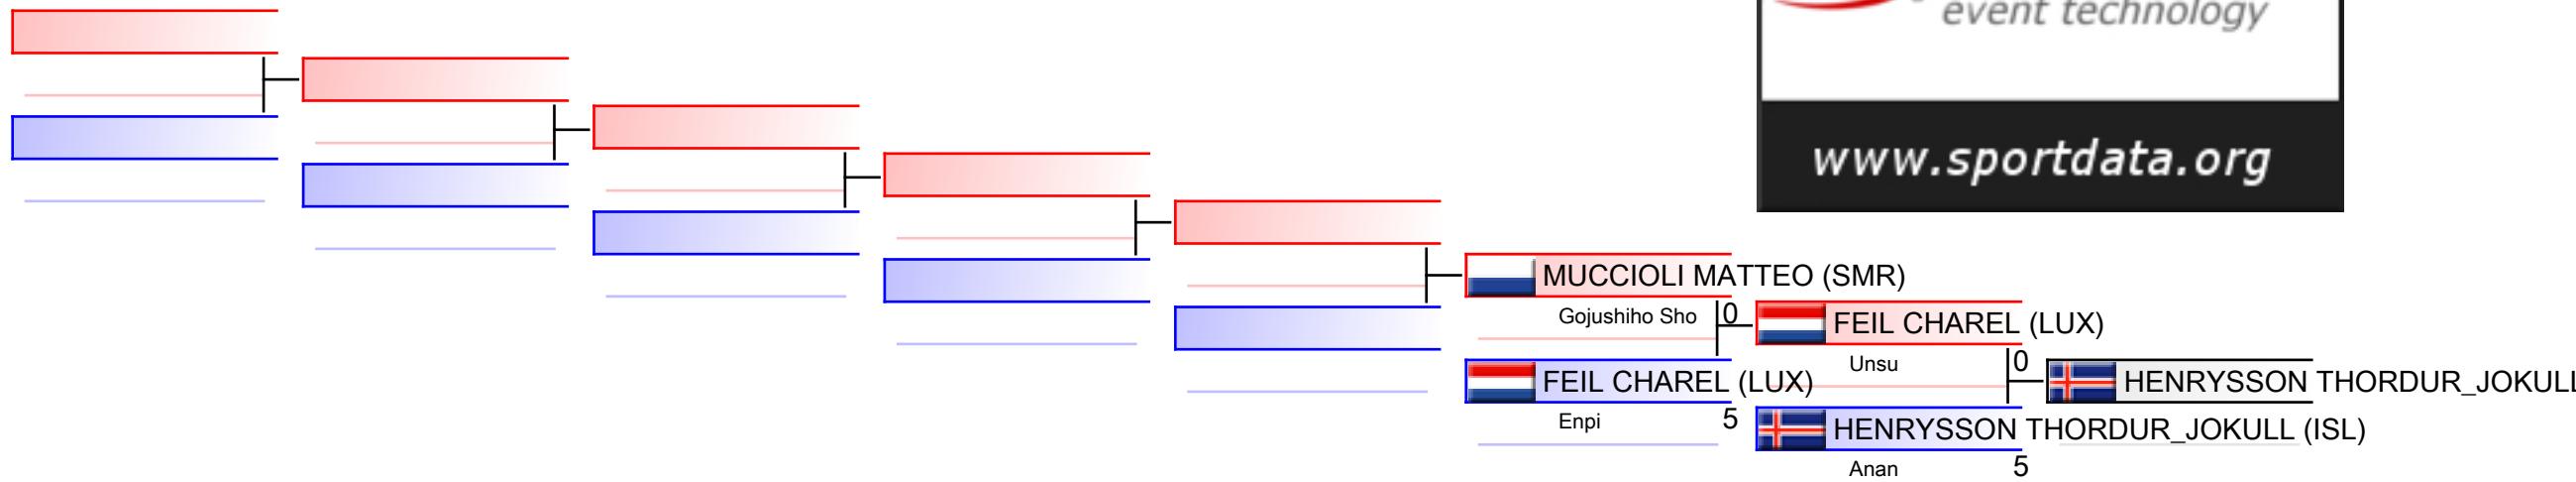 event technology
www.sportdata.org
MUCCIOLI MATTEO (SMR)
Gojushiho Sho
0
FEIL CHAREL (LUX)
Unsu
0
FEIL CHAREL (LUX)
Enpi
5
HENRYSSON THORDUR_JOKULL
HENRYSSON THORDUR_JOKULL (ISL)
Anan
5